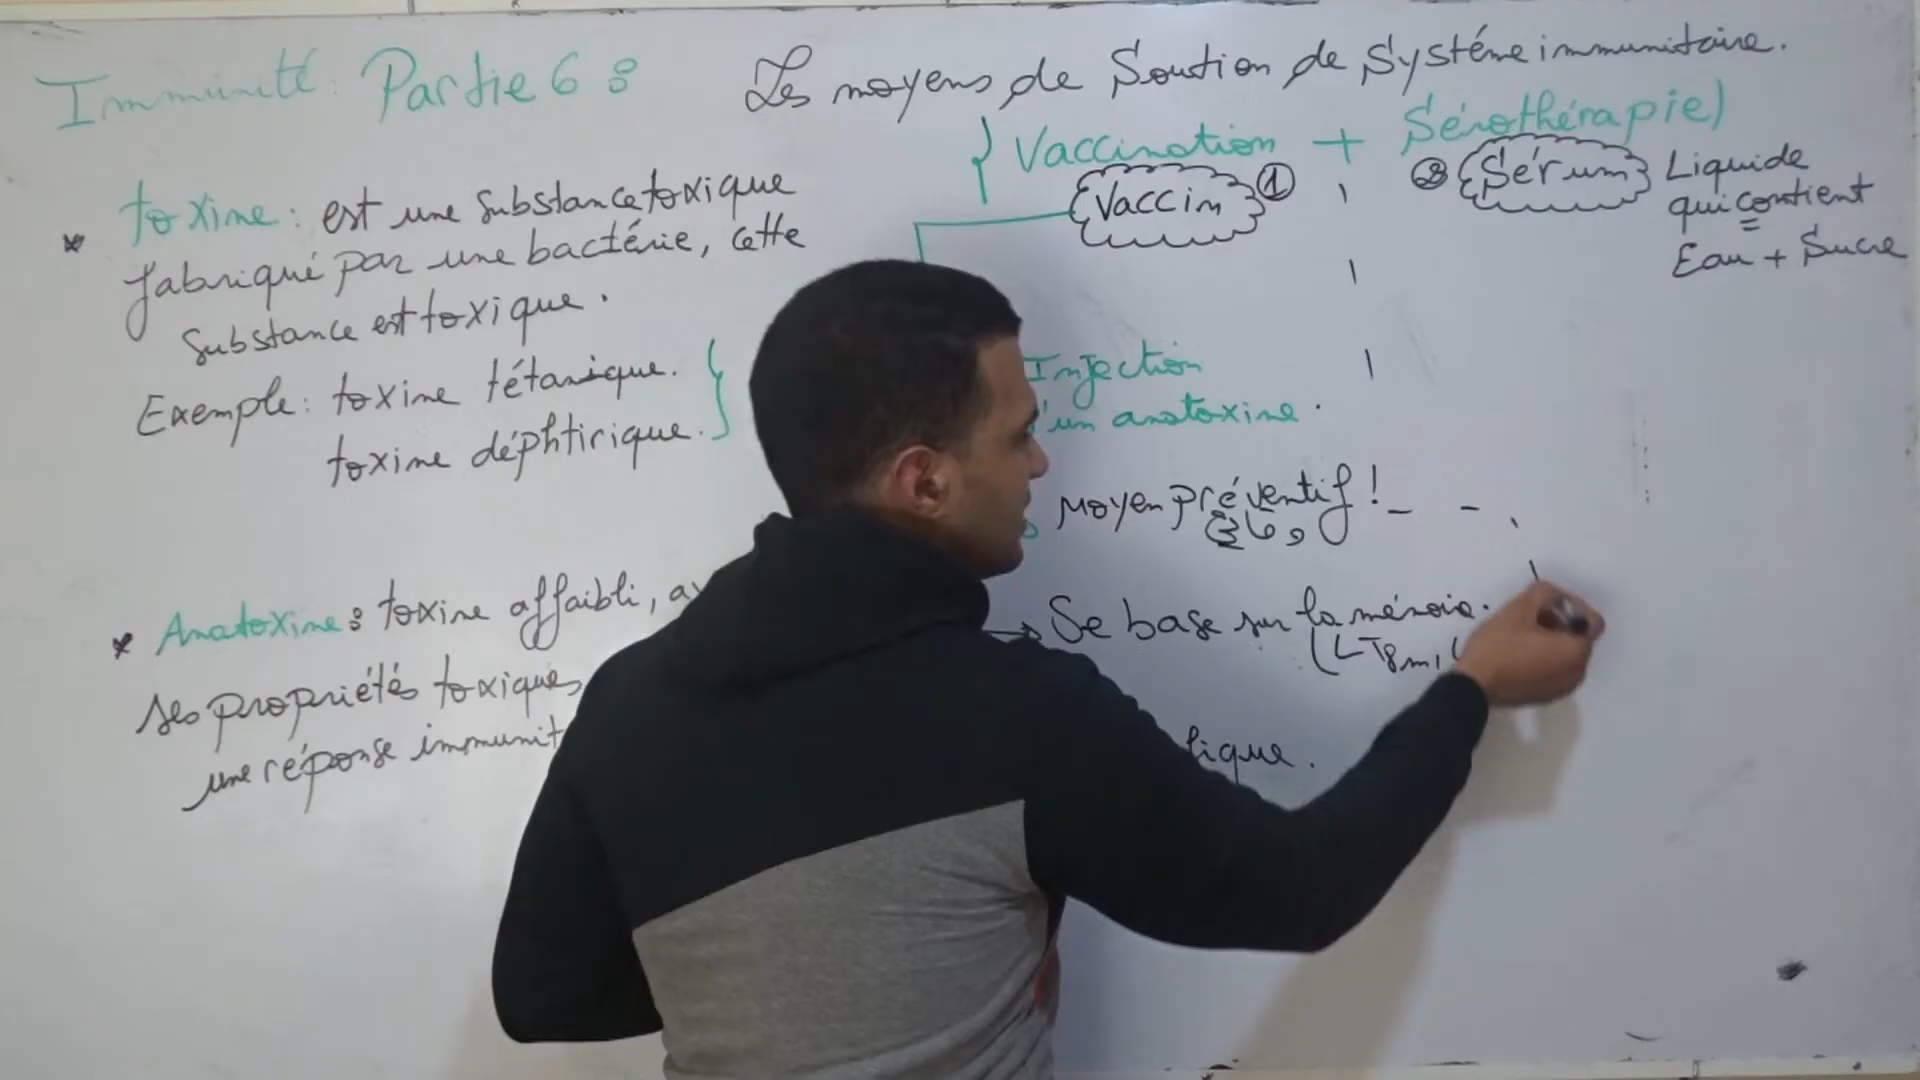 Immunité : Partie 6 :
Les moyens de Soution de Systéme immunitaire.
{ Vaccination + Sérothérapie)
* toxine : est une substance toxique
fabriqué par une bactérie, cette
substance est toxique.
Exemple : toxine tétanique.
toxine déphtirique.
* Anatoxine : toxine affaibli,
ses propriétés toxiques
une réponse immunit
Vaccin 1
Injection
'un anatoxine.
Moyen préventif !
Se base sur la mémoie.
(LT8m,
lique.
2 Sérum Liquide
qui contient
Eau + Sucre